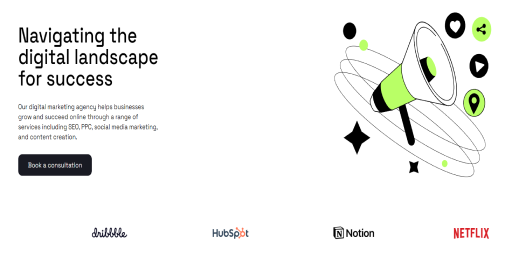 Navigating the
digital landscape
for success
Our digital marketing agency helps businesses
grow and succeed online through a range of
services including SEO, PPC, social media marketing,
and content creation.
Book a consultation
dribbble
HubSpot
Notion
NETFLIX